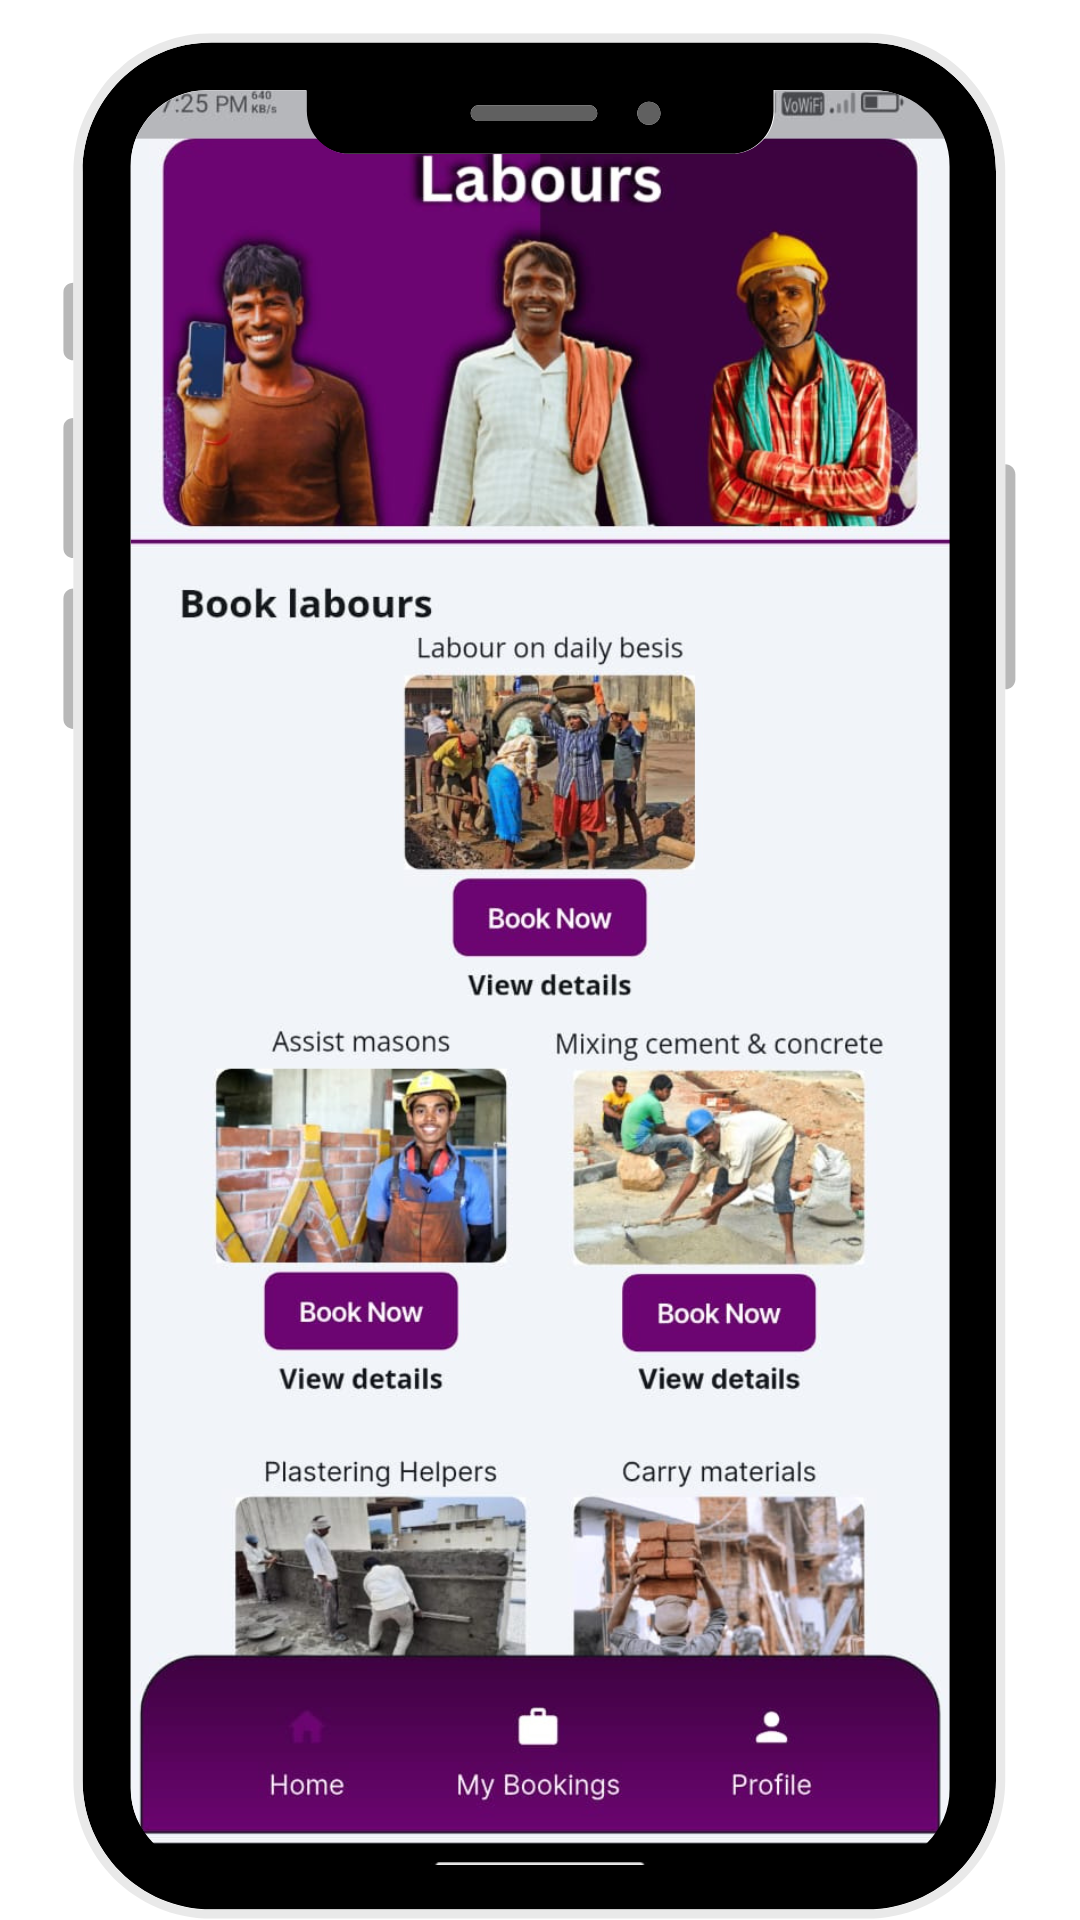 7:25 PM 640 KB/s VoWiFi
Labours
Book labours
Labour on daily besis
Book Now
View details
Assist masons
Mixing cement & concrete
Book Now
Book Now
View details
View details
Plastering Helpers
Carry materials
Home
My Bookings
Profile